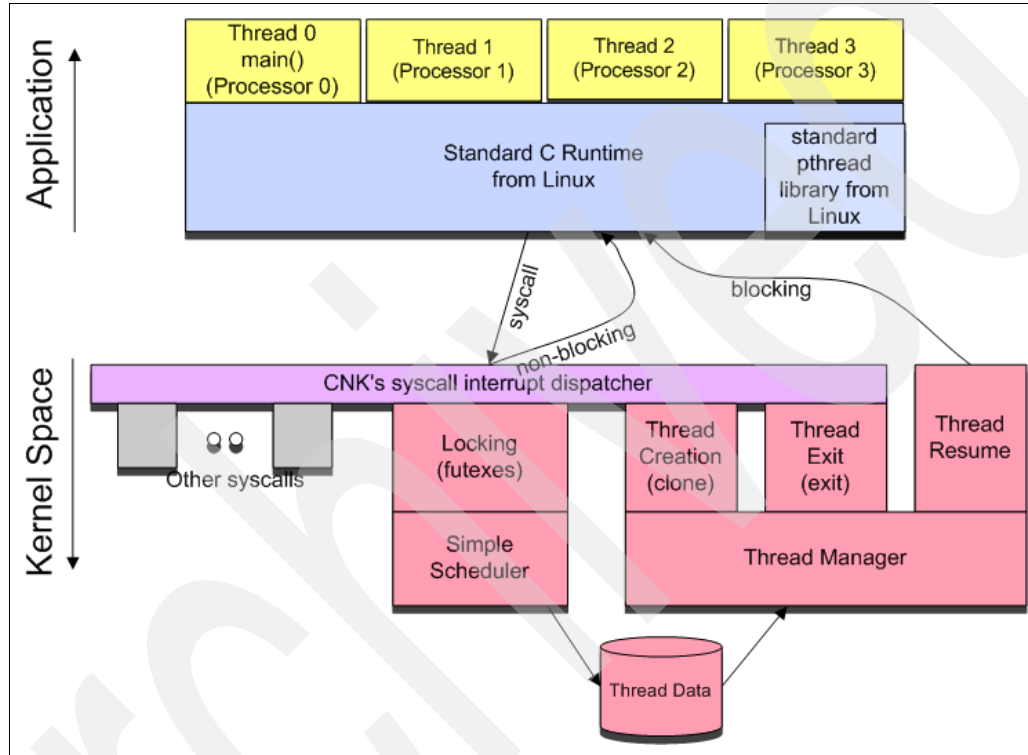 Application
Thread 0
main()
(Processor 0)
Thread 1
(Processor 1)
Thread 2
(Processor 2)
Thread 3
(Processor 3)
Standard C Runtime
from Linux
standard
pthread
library from
Linux
syscall
non-blocking
blocking
Kernel Space
CNK's syscall interrupt dispatcher
Other syscalls
Locking
(futexes)
Thread
Creation
(clone)
Thread
Exit
(exit)
Thread
Resume
Simple
Scheduler
Thread Manager
Thread Data